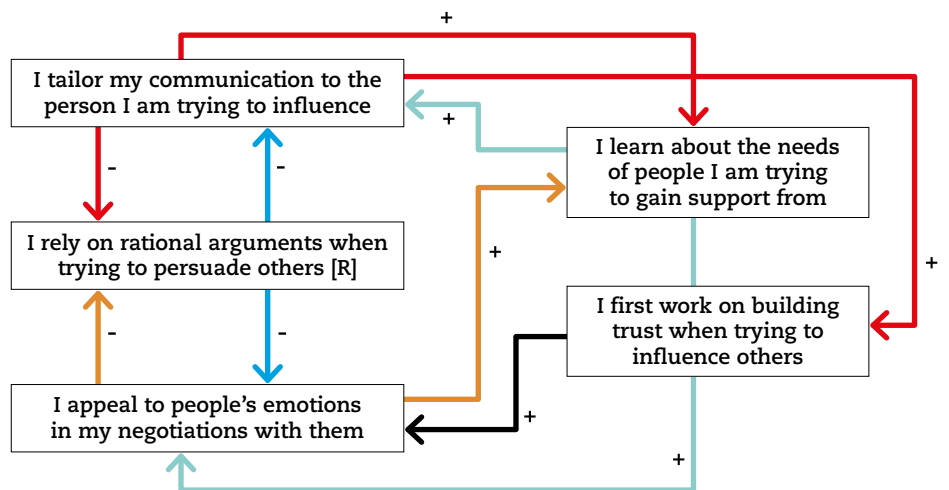 +
I tailor my communication to the
person I am trying to influence
+
I learn about the needs
of people I am trying
to gain support from
-
-
I rely on rational arguments when
trying to persuade others [R]
+
+
I first work on building
trust when trying to
influence others
-
-
I appeal to people's emotions
in my negotiations with them
+
+